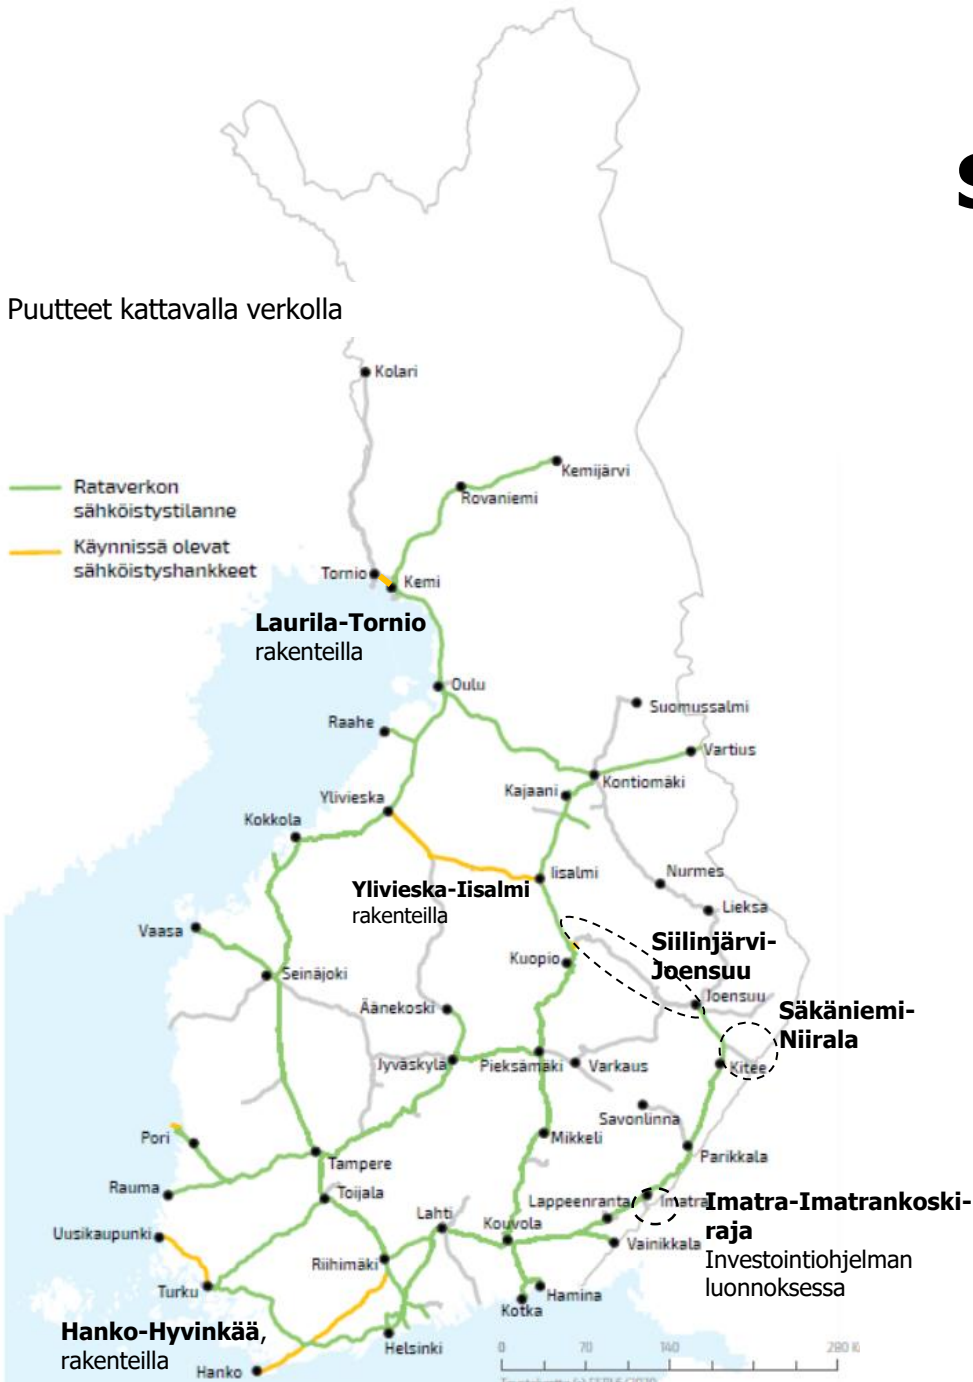 S
Puutteet kattavalla verkolla
Kolari
Kemijärvi
Rovaniemi
Rataverkon
sähköistystilanne
Käynnissä olevat
sähköistyshankkeet
Tornio
Kemi
Laurila-Tornio
rakenteilla
Oulu
Suomussalmi
Raahe
Vartius
Kontiomäki
Kajaani
Ylivieska
Kokkola
Iisalmi
Nurmes
Ylivieska-Iisalmi
rakenteilla
Lieksa
Vaasa
Siilinjärvi-
Joensuu
Kuopio
Seinäjoki
Joensuu
Äänekoski
Säkäniemi-
Niirala
Jyväskylä
Pieksämäki
Varkaus
Kitee
Savonlinna
Pori
Mikkeli
Parikkala
Tampere
Rauma
Toijala
Lappeenranta
Imatra
Imatra-Imatrankoski-
raja
Investointiohjelman
luonnoksessa
Lahti
Kouvola
Uusikaupunki
Vainikkala
Riihimäki
Turku
Hamina
Kotka
Hanko-Hyvinkää,
rakenteilla
Helsinki
Hanko
0 70 140 280